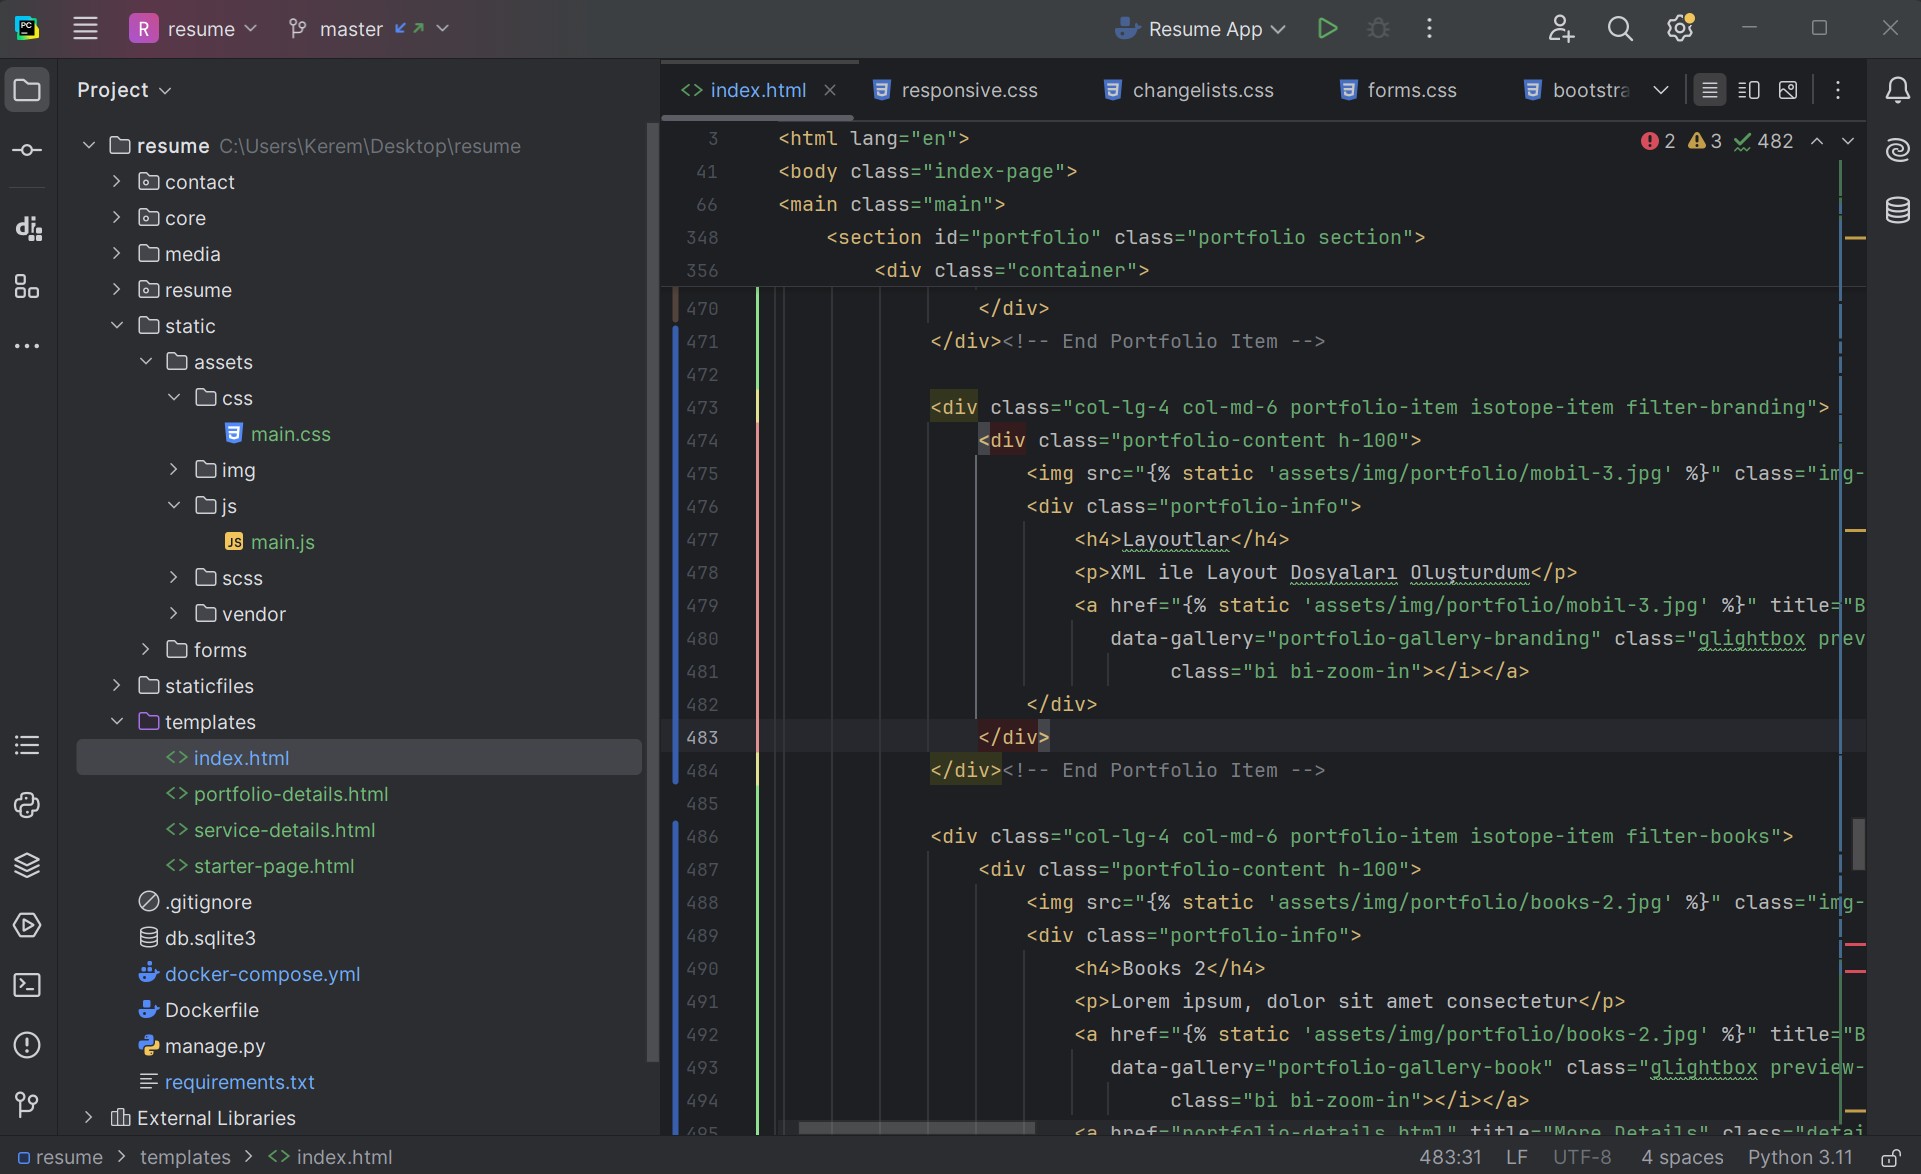 PC
R resume master Resume App
Project
index.html responsive.css changelists.css forms.css bootstra
resume C:\Users\Kerem\Desktop\resume
contact
core
media
resume
static
assets
css
main.css
img
js
JS main.js
scss
vendor
forms
staticfiles
templates
index.html
portfolio-details.html
service-details.html
starter-page.html
.gitignore
db.sqlite3
docker-compose.yml
Dockerfile
manage.py
requirements.txt
External Libraries
2 3 482
3 <html lang="en">
41 <body class="index-page">
66 <main class="main">
348 <section id="portfolio" class="portfolio section">
356 <div class="container">
470 </div>
471 </div><!-- End Portfolio Item -->
472
473 <div class="col-lg-4 col-md-6 portfolio-item isotope-item filter-branding">
474 <div class="portfolio-content h-100">
475 <img src="{% static 'assets/img/portfolio/mobil-3.jpg' %}" class="img-
476 <div class="portfolio-info">
477 <h4>Layoutlar</h4>
478 <p>XML ile Layout Dosyaları Oluşturdum</p>
479 <a href="{% static 'assets/img/portfolio/mobil-3.jpg' %}" title="B
480 data-gallery="portfolio-gallery-branding" class="glightbox prev
481 class="bi bi-zoom-in"></i></a>
482 </div>
483 </div>
484 </div><!-- End Portfolio Item -->
485
486 <div class="col-lg-4 col-md-6 portfolio-item isotope-item filter-books">
487 <div class="portfolio-content h-100">
488 <img src="{% static 'assets/img/portfolio/books-2.jpg' %}" class="img-
489 <div class="portfolio-info">
490 <h4>Books 2</h4>
491 <p>Lorem ipsum, dolor sit amet consectetur</p>
492 <a href="{% static 'assets/img/portfolio/books-2.jpg' %}" title="B
493 data-gallery="portfolio-gallery-book" class="glightbox preview-
494 class="bi bi-zoom-in"></i></a>
495 <a href="portfolio-details.html" title="More Details" class="detai
resume > templates > index.html
483:31 LF UTF-8 4 spaces Python 3.11